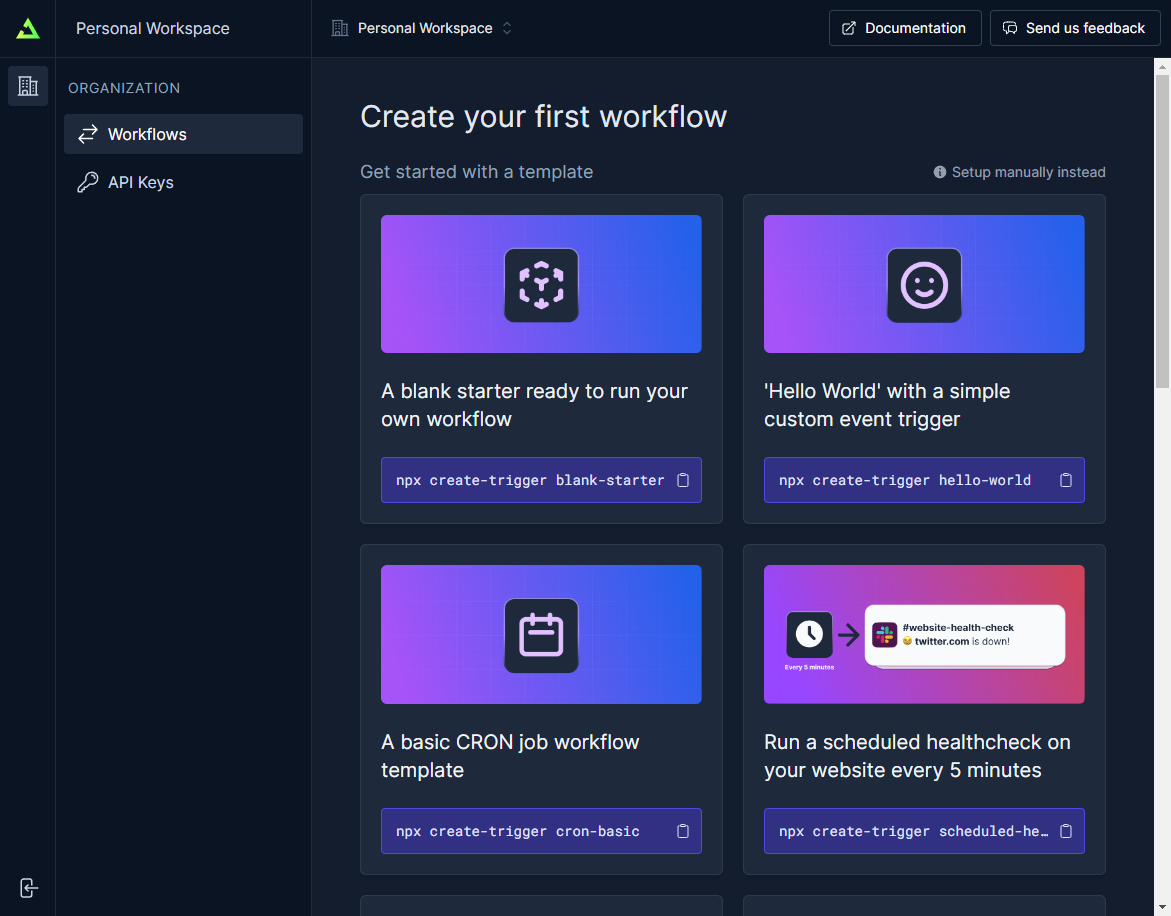 Personal Workspace
Personal Workspace
Documentation
Send us feedback
ORGANIZATION
Workflows
API Keys
Create your first workflow
Get started with a template
Setup manually instead
A blank starter ready to run your
own workflow
npx create-trigger blank-starter
'Hello World' with a simple
custom event trigger
npx create-trigger hello-world
A basic CRON job workflow
template
npx create-trigger cron-basic
Every 5 minutes
#website-health-check
twitter.com is down!
Run a scheduled healthcheck on
your website every 5 minutes
npx create-trigger scheduled-he…